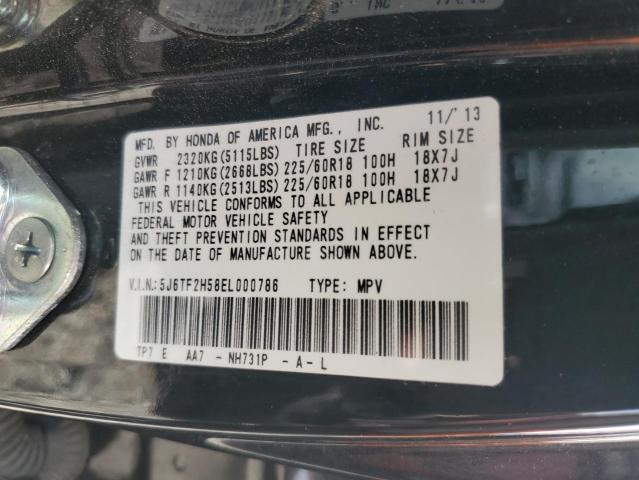 MFD. BY HONDA OF AMERICA MFG., INC. 11/'13
GVWR 2320KG(5115LBS) TIRE SIZE RIM SIZE
GAWR F 1210KG(2668LBS) 225/60R18 100H 18X7J
GAWR R 1140KG(2513LBS) 225/60R18 100H 18X7J
THIS VEHICLE CONFORMS TO ALL APPLICABLE
FEDERAL MOTOR VEHICLE SAFETY
AND THEFT PREVENTION STANDARDS IN EFFECT
ON THE DATE OF MANUFACTURE SHOWN ABOVE.
V.I.N.:5J6TF2H58EL000786 TYPE: MPV
TP7 E AA7 - NH731P - A - L